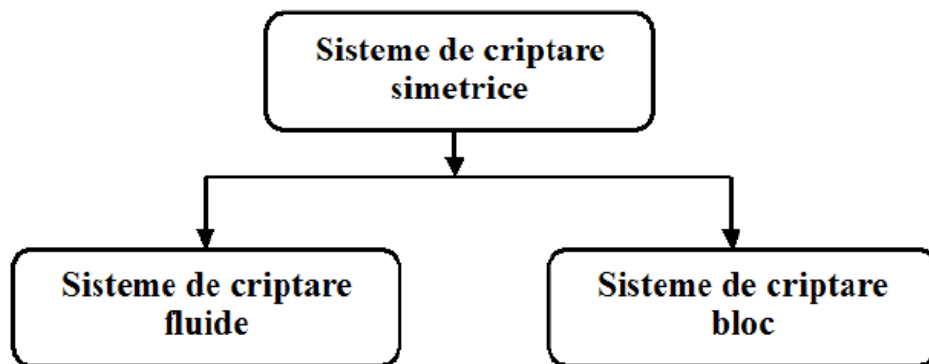 Sisteme de criptare
simetrice
Sisteme de criptare
fluide
Sisteme de criptare
bloc